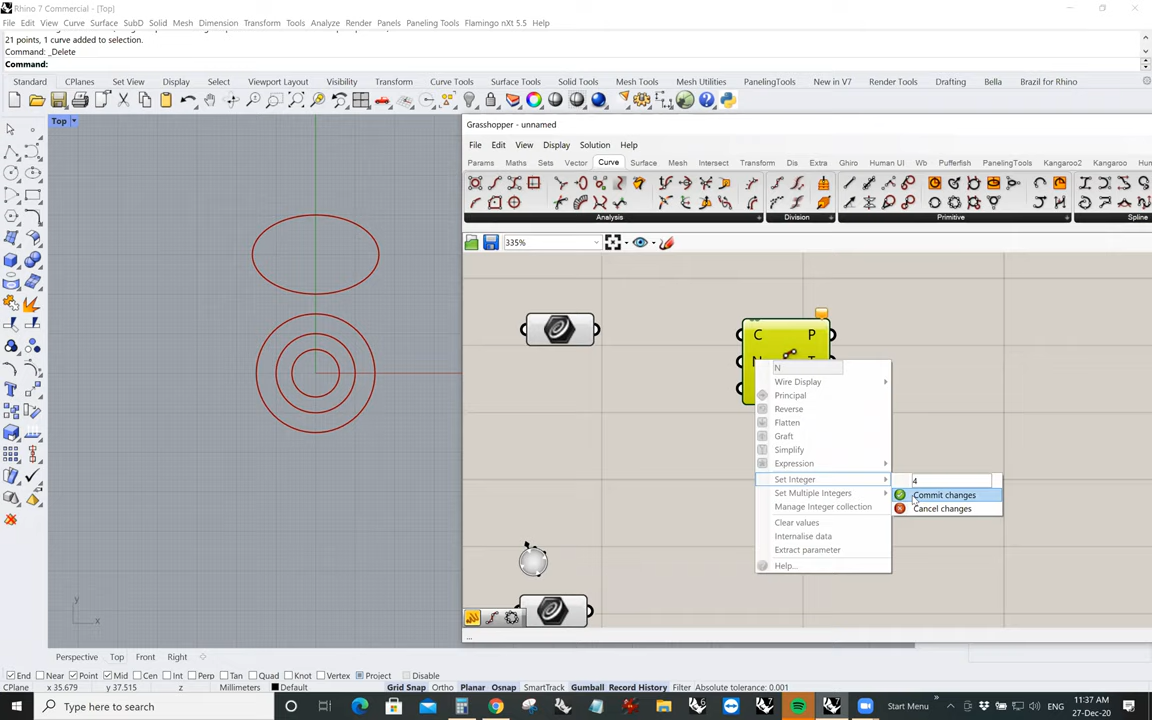 Rhino 7 Commercial - [Top]
File Edit View Curve Surface SubD Solid Mesh Dimension Transform Tools Analyze Render Panels Paneling Tools Flamingo nXt 5.5 Help
21 points, 1 curve added to selection.
Command: _Delete
Command:
Standard CPlanes Set View Display Select Viewport Layout Visibility Transform Curve Tools Surface Tools Solid Tools Mesh Tools Mesh Utilities PanelingTools New in V7 Render Tools Drafting Bella Brazil for Rhino
Top
Grasshopper - unnamed
File Edit View Display Solution Help
Params Maths Sets Vector Curve Surface Mesh Intersect Transform Dis Extra Ghiro Human UI Wb Pufferfish PanelingTools Kangaroo2 Kangaroo
Analysis Division Primitive Spline
335%
C P
N T
N
Wire Display
Principal
Reverse
Flatten
Graft
Simplify
Expression
Set Integer
4
Set Multiple Integers
Commit changes
Manage Integer collection
Cancel changes
Clear values
Internalise data
Extract parameter
Help...
y
x
...
Perspective Top Front Right
End Near Point Mid Cen Int Perp Tan Quad Knot Vertex Project Disable
CPlane x 35.679 y 37.515 z Millimeters Default Grid Snap Ortho Planar Osnap SmartTrack Gumball Record History Filter Absolute tolerance: 0.001
Type here to search
Start Menu
11:37 AM
27-Dec-20